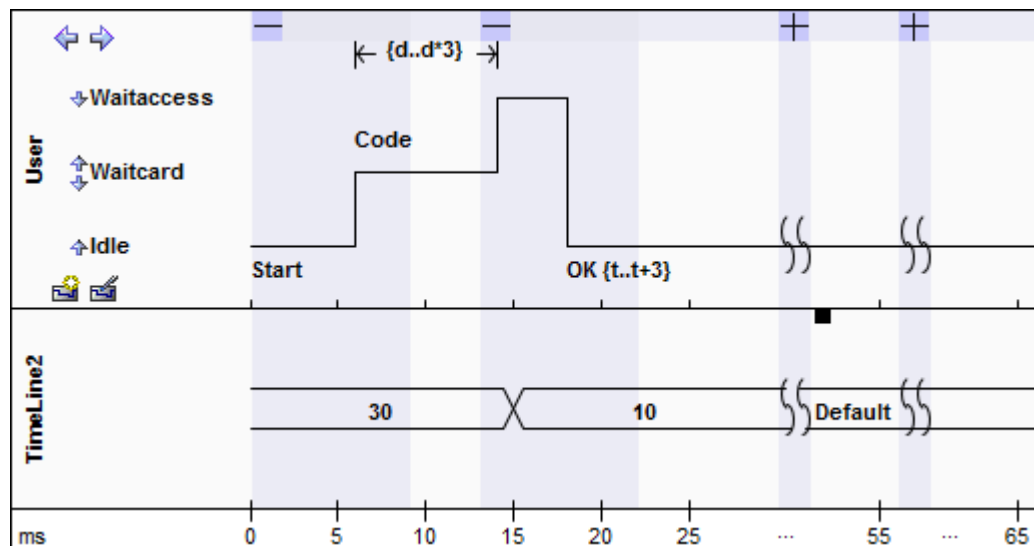 {d..d*3}
Waitaccess
Code
User
Waitcard
Idle
Start
OK {t..t+3}
TimeLine2
30
10
Default
ms
0
5
10
15
20
25
...
55
...
65